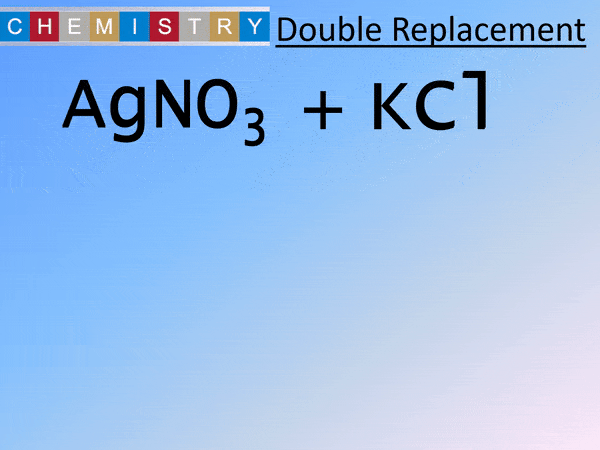 CHEMISTRY Double Replacement
AgNO₃ + KCl